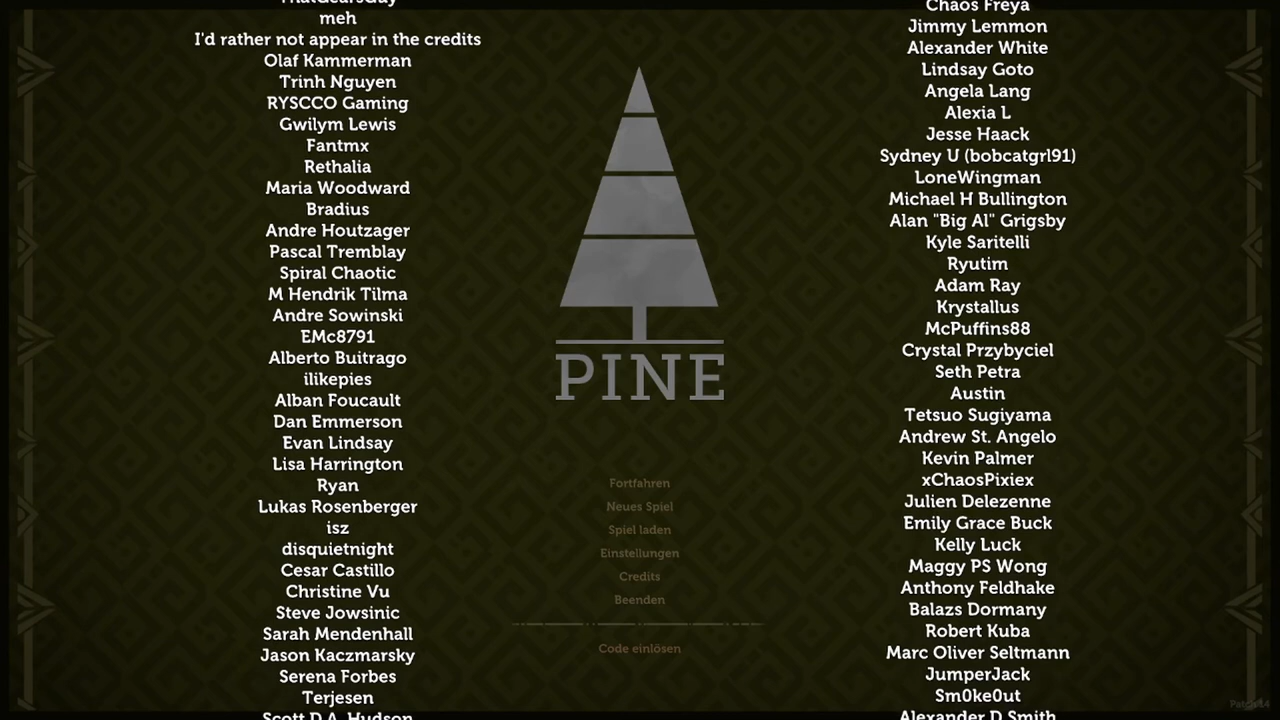 ThatGearsGuy
meh
I'd rather not appear in the credits
Olaf Kammerman
Trinh Nguyen
RYSCCO Gaming
Gwilym Lewis
Fantmx
Rethalia
Maria Woodward
Bradius
Andre Houtzager
Pascal Tremblay
Spiral Chaotic
M Hendrik Tilma
Andre Sowinski
EMc8791
Alberto Buitrago
ilikepies
Alban Foucault
Dan Emmerson
Evan Lindsay
Lisa Harrington
Ryan
Lukas Rosenberger
isz
disquietnight
Cesar Castillo
Christine Vu
Steve Jowsinic
Sarah Mendenhall
Jason Kaczmarsky
Serena Forbes
Terjesen
Scott D.A. Hudson
PINE
Fortfahren
Neues Spiel
Spiel laden
Einstellungen
Credits
Beenden
Code einlösen
Chaos Freya
Jimmy Lemmon
Alexander White
Lindsay Goto
Angela Lang
Alexia L
Jesse Haack
Sydney U (bobcatgrl91)
LoneWingman
Michael H Bullington
Alan "Big Al" Grigsby
Kyle Saritelli
Ryutim
Adam Ray
Krystallus
McPuffins88
Crystal Przybyciel
Seth Petra
Austin
Tetsuo Sugiyama
Andrew St. Angelo
Kevin Palmer
xChaosPixiex
Julien Delezenne
Emily Grace Buck
Kelly Luck
Maggy PS Wong
Anthony Feldhake
Balazs Dormany
Robert Kuba
Marc Oliver Seltmann
JumperJack
Sm0ke0ut
Alexander D Smith